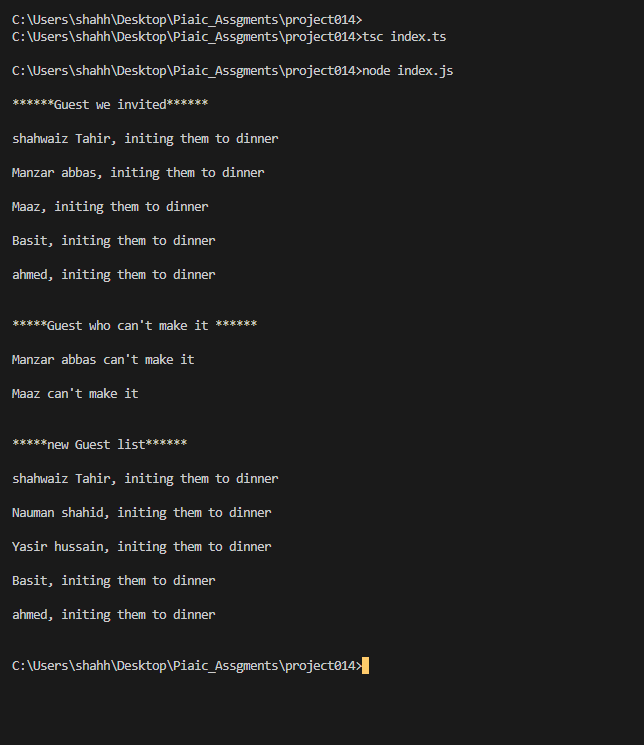 C:\Users\shahh\Desktop\Piaic_Assgments\project014>
C:\Users\shahh\Desktop\Piaic_Assgments\project014>tsc index.ts
C:\Users\shahh\Desktop\Piaic_Assgments\project014>node index.js
******Guest we invited******
shahwaiz Tahir, initing them to dinner
Manzar abbas, initing them to dinner
Maaz, initing them to dinner
Basit, initing them to dinner
ahmed, initing them to dinner
*****Guest who can't make it ******
Manzar abbas can't make it
Maaz can't make it
*****new Guest list******
shahwaiz Tahir, initing them to dinner
Nauman shahid, initing them to dinner
Yasir hussain, initing them to dinner
Basit, initing them to dinner
ahmed, initing them to dinner
C:\Users\shahh\Desktop\Piaic_Assgments\project014>